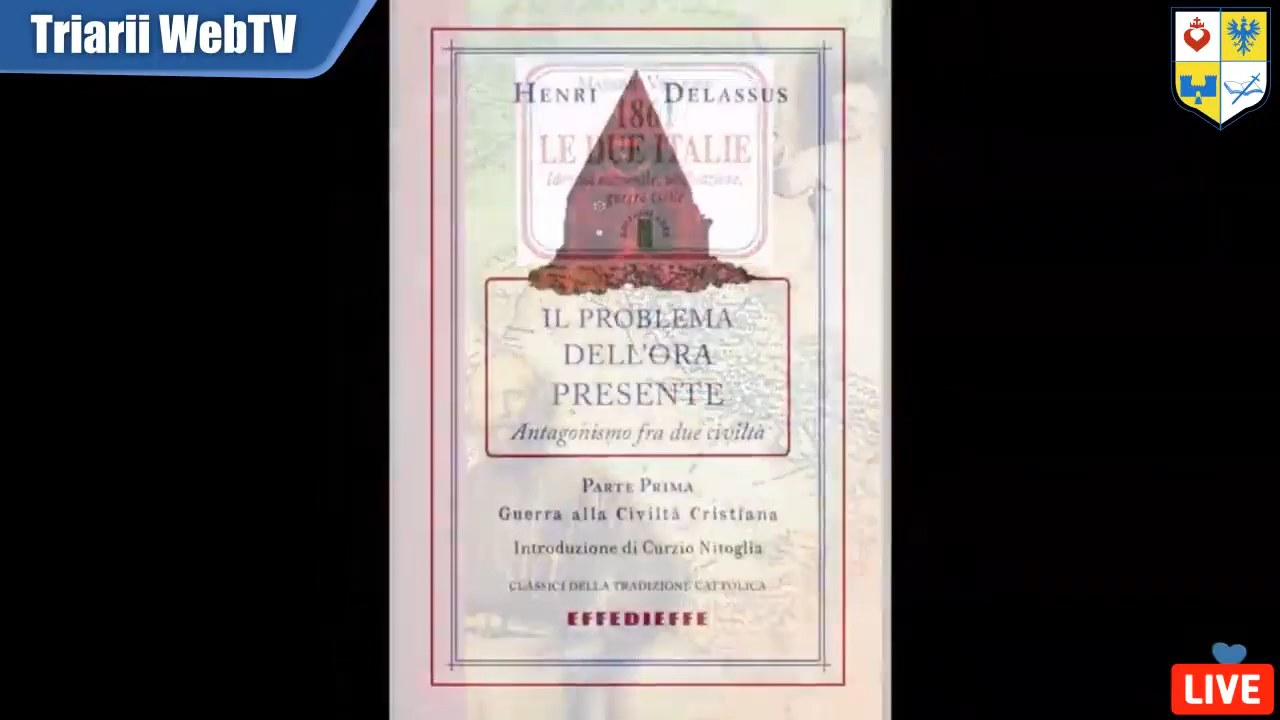 Triarii WebTV
HENRI DELASSUS
1861
LE DUE ITALIE
IL PROBLEMA
DELL'ORA
PRESENTE
Antagonismo fra due civiltà
PARTE PRIMA
Guerra alla Civiltà Cristiana
Introduzione di Curzio Nitoglia
CLASSICI DELLA TRADIZIONE CATTOLICA
EFFEDIEFFE
LIVE